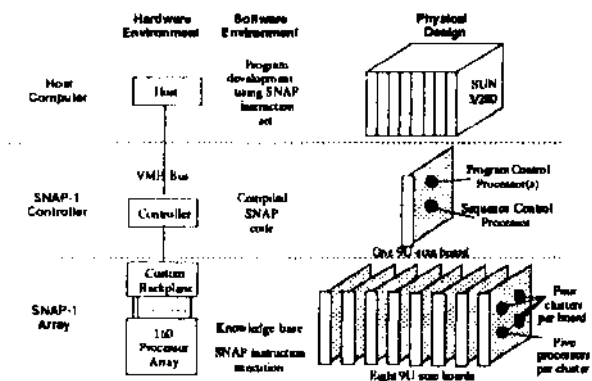 Hardware Environment
Software Environment
Physical Design
Host Computer
Host
Program development using SNAP instruction set
SUN 3/280
VME Bus
SNAP-1 Controller
Controller
Compiled SNAP code
Program Control Processor(s)
Sequence Control Processor
One 9U-size board
SNAP-1 Array
Custom Backplane
160 Processor Array
Knowledge base
SNAP instruction execution
Four clusters per board
Five processors per cluster
Eight 9U-size boards